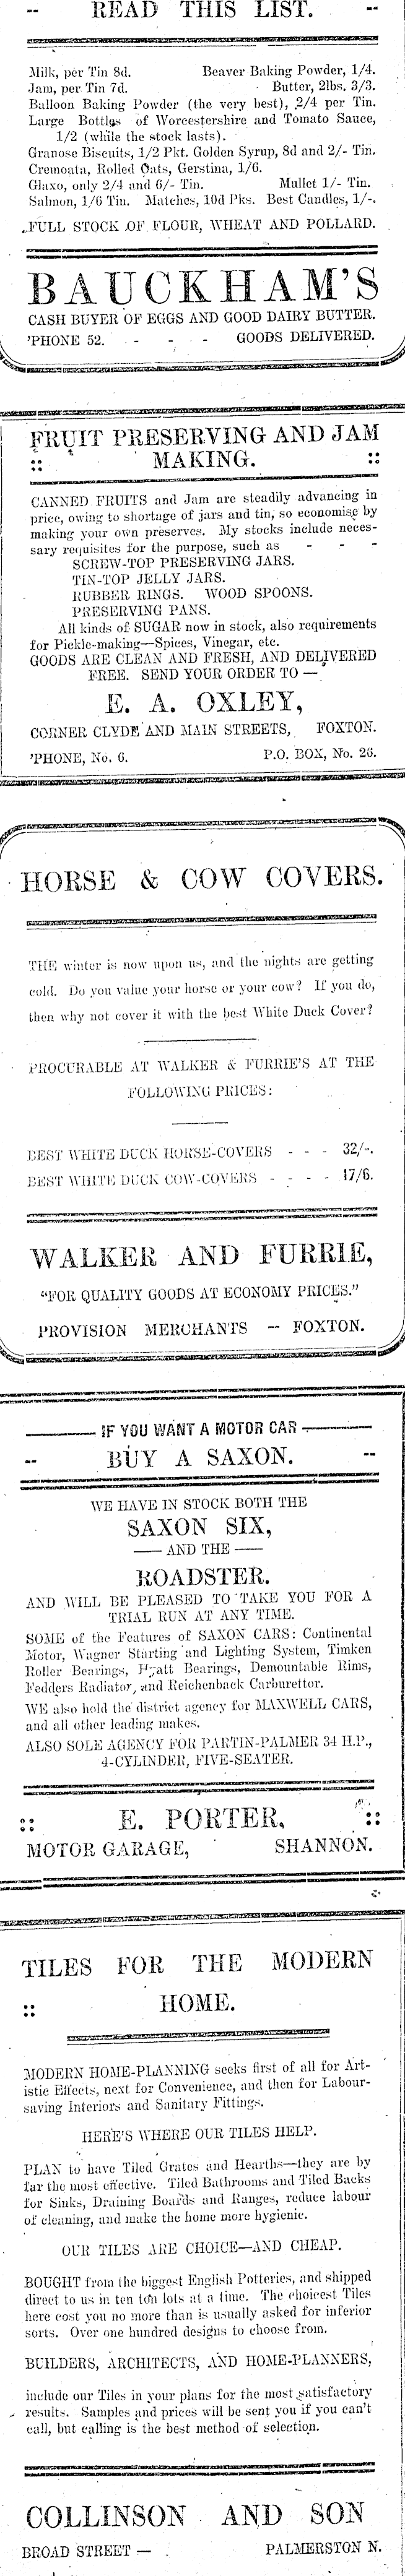 -- READ THIS LIST. --
Milk, per Tin 8d. Beaver Baking Powder, 1/4.
Jam, per Tin 7d. Butter, 2lbs. 3/3.
Balloon Baking Powder (the very best), 2/4 per Tin.
Large Bottles of Worcestershire and Tomato Sauce,
1/2 (while the stock lasts).
Granose Biscuits, 1/2 Pkt. Golden Syrup, 8d and 2/- Tin.
Cremoata, Rolled Oats, Gerstina, 1/6.
Glaxo, only 2/4 and 6/- Tin. Mullet 1/- Tin.
Salmon, 1/6 Tin. Matches, 10d Pks. Best Candles, 1/-.
FULL STOCK OF FLOUR, WHEAT AND POLLARD.
BAUCKHAM'S
CASH BUYER OF EGGS AND GOOD DAIRY BUTTER.
'PHONE 52. - - - GOODS DELIVERED.
FRUIT PRESERVING AND JAM
:: MAKING. ::
CANNED FRUITS and Jam are steadily advancing in
price, owing to shortage of jars and tin, so economise by
making your own preserves. My stocks include neces-
sary requisites for the purpose, such as - - -
SCREW-TOP PRESERVING JARS.
TIN-TOP JELLY JARS.
RUBBER RINGS. WOOD SPOONS.
PRESERVING PANS.
All kinds of SUGAR now in stock, also requirements
for Pickle-making—Spices, Vinegar, etc.
GOODS ARE CLEAN AND FRESH, AND DELIVERED
FREE. SEND YOUR ORDER TO —
E. A. OXLEY,
CORNER CLYDE AND MAIN STREETS, FOXTON.
'PHONE, No. 6. P.O. BOX, No. 26.
HORSE & COW COVERS.
THE winter is now upon us, and the nights are getting
cold. Do you value your horse or your cow? If you do,
then why not cover it with the best White Duck Cover?
PROCURABLE AT WALKER & FURRIE'S AT THE
FOLLOWING PRICES:
BEST WHITE DUCK HORSE-COVERS - - - 32/-.
BEST WHITE DUCK COW-COVERS - - - - 17/6.
WALKER AND FURRIE,
"FOR QUALITY GOODS AT ECONOMY PRICES."
PROVISION MERCHANTS — FOXTON.
IF YOU WANT A MOTOR CAR
-- BUY A SAXON. --
WE HAVE IN STOCK BOTH THE
SAXON SIX,
— AND THE —
ROADSTER.
AND WILL BE PLEASED TO TAKE YOU FOR A
TRIAL RUN AT ANY TIME.
SOME of the Features of SAXON CARS: Continental
Motor, Wagner Starting and Lighting System, Timken
Roller Bearings, Hyatt Bearings, Demountable Rims,
Fedders Radiator, and Reichenback Carburettor.
WE also hold the district agency for MAXWELL CARS,
and all other leading makes.
ALSO SOLE AGENCY FOR PARTIN-PALMER 34 H.P.,
4-CYLINDER, FIVE-SEATER.
:: E. PORTER, ::
MOTOR GARAGE, SHANNON.
TILES FOR THE MODERN
:: HOME.
MODERN HOME-PLANNING seeks first of all for Art-
istic Effects, next for Convenience, and then for Labour-
saving Interiors and Sanitary Fittings.
HERE'S WHERE OUR TILES HELP.
PLAN to have Tiled Grates and Hearths—they are by
far the most effective. Tiled Bathrooms and Tiled Backs
for Sinks, Draining Boards and Ranges, reduce labour
of cleaning, and make the home more hygienic.
OUR TILES ARE CHOICE—AND CHEAP.
BOUGHT from the biggest English Potteries, and shipped
direct to us in ten ton lots at a time. The choicest Tiles
here cost you no more than is usually asked for inferior
sorts. Over one hundred designs to choose from.
BUILDERS, ARCHITECTS, AND HOME-PLANNERS,
include our Tiles in your plans for the most satisfactory
results. Samples and prices will be sent you if you can't
call, but calling is the best method of selection.
COLLINSON AND SON
BROAD STREET — PALMERSTON N.